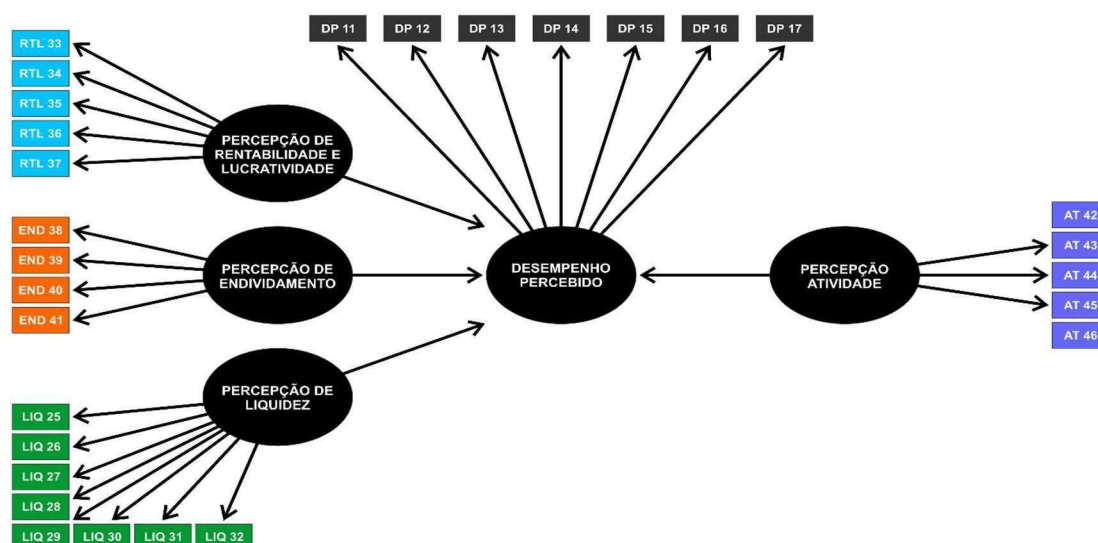 DP 11
DP 12
DP 13
DP 14
DP 15
DP 16
DP 17
RTL 33
RTL 34
RTL 35
RTL 36
RTL 37
PERCEPÇÃO DE
RENTABILIDADE E
LUCRATIVIDADE
END 38
END 39
END 40
END 41
PERCEPÇÃO DE
ENDIVIDAMENTO
DESEMPENHO
PERCEBIDO
PERCEPÇÃO
ATIVIDADE
AT 42
AT 43
AT 44
AT 45
AT 46
PERCEPÇÃO DE
LIQUIDEZ
LIQ 25
LIQ 26
LIQ 27
LIQ 28
LIQ 29
LIQ 30
LIQ 31
LIQ 32